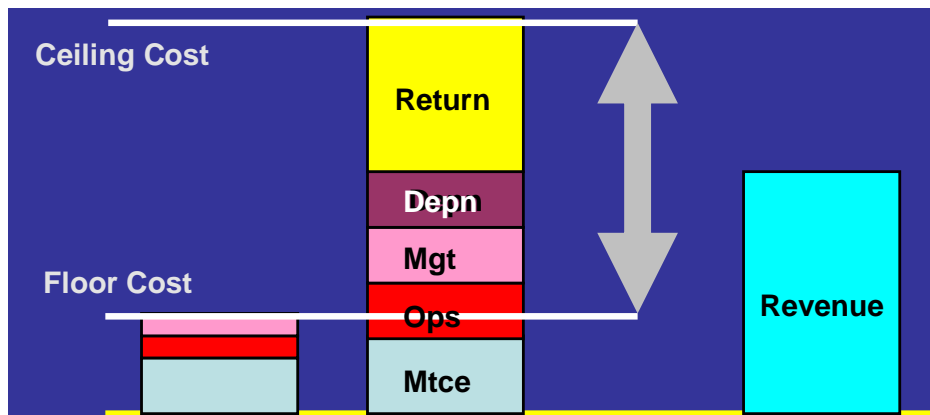 Ceiling Cost
Return
Depn
Mgt
Floor Cost
Ops
Revenue
Mtce